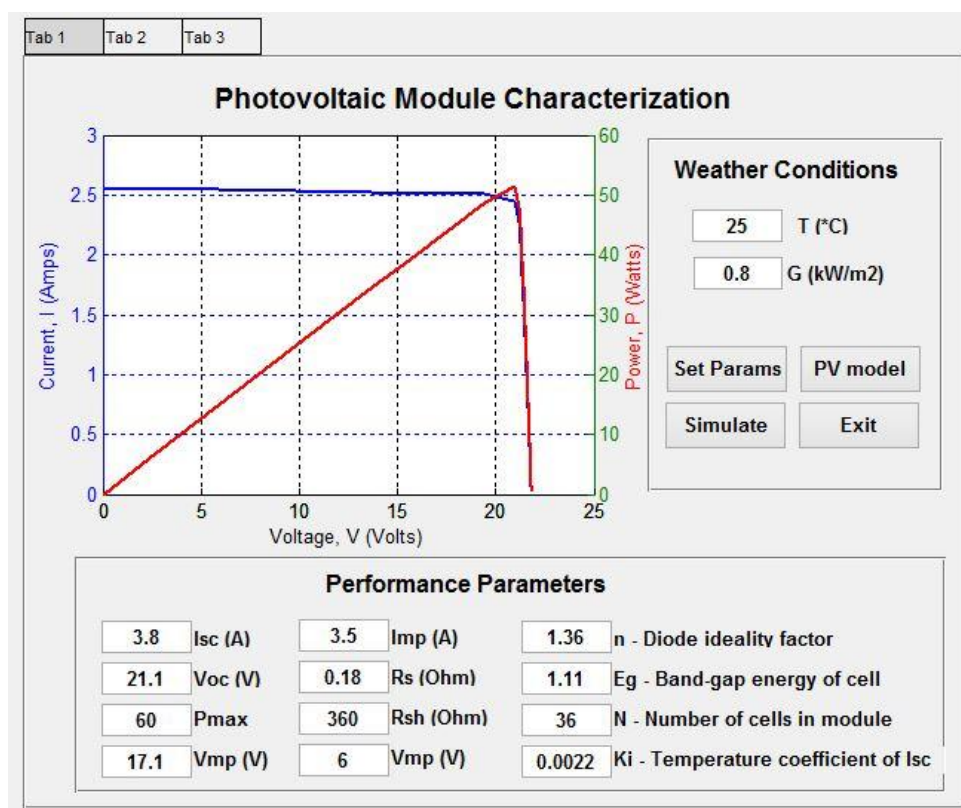 Tab 1 Tab 2 Tab 3
Photovoltaic Module Characterization
3 60
2.5 50
2 40
1.5 30
1 20
0.5 10
0 0
0 5 10 15 20 25
Current, I (Amps)
Power, P (Watts)
Voltage, V (Volts)
Weather Conditions
25 T (*C)
0.8 G (kW/m2)
Set Params PV model
Simulate Exit
Performance Parameters
3.8 Isc (A) 3.5 Imp (A) 1.36 n - Diode ideality factor
21.1 Voc (V) 0.18 Rs (Ohm) 1.11 Eg - Band-gap energy of cell
60 Pmax 360 Rsh (Ohm) 36 N - Number of cells in module
17.1 Vmp (V) 6 Vmp (V) 0.0022 Ki - Temperature coefficient of Isc